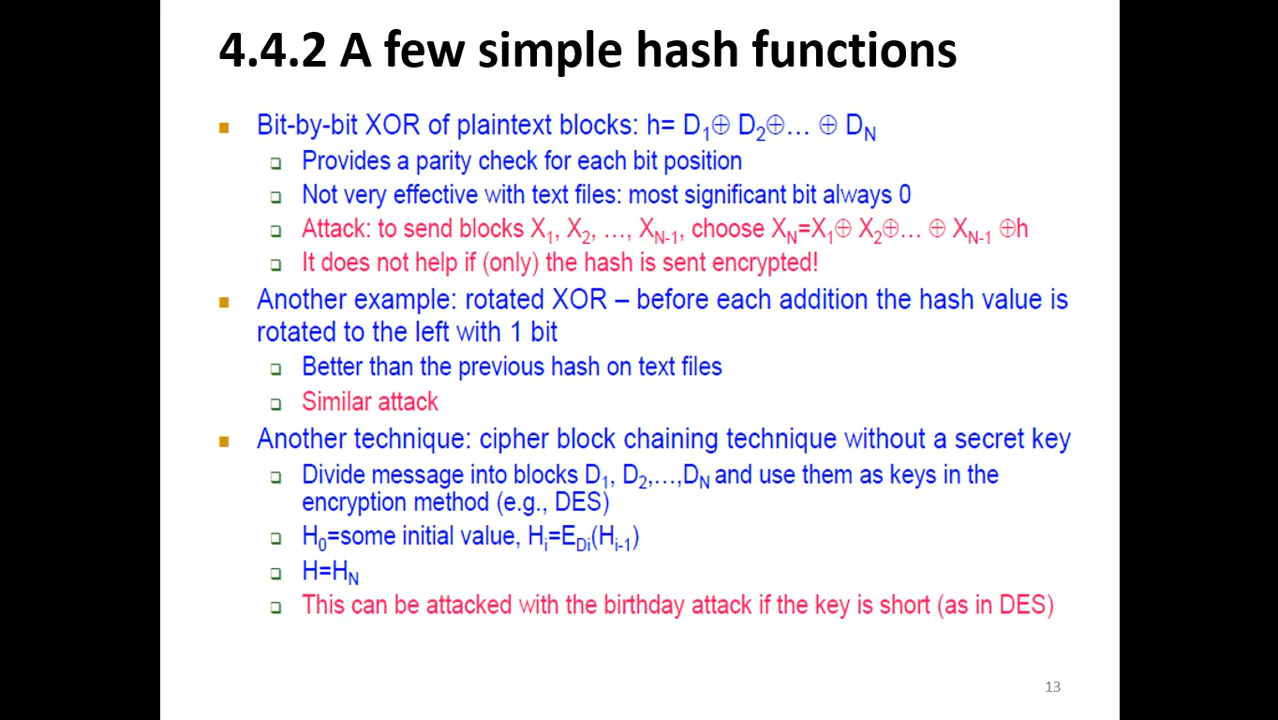 4.4.2 A few simple hash functions
Bit-by-bit XOR of plaintext blocks: h= D1⊕ D2⊕… ⊕ DN
Provides a parity check for each bit position
Not very effective with text files: most significant bit always 0
Attack: to send blocks X1, X2, …, XN-1, choose XN=X1⊕ X2⊕… ⊕ XN-1 ⊕h
It does not help if (only) the hash is sent encrypted!
Another example: rotated XOR – before each addition the hash value is
rotated to the left with 1 bit
Better than the previous hash on text files
Similar attack
Another technique: cipher block chaining technique without a secret key
Divide message into blocks D1, D2,…,DN and use them as keys in the
encryption method (e.g., DES)
H0=some initial value, Hi=EDi(Hi-1)
H=HN
This can be attacked with the birthday attack if the key is short (as in DES)
13